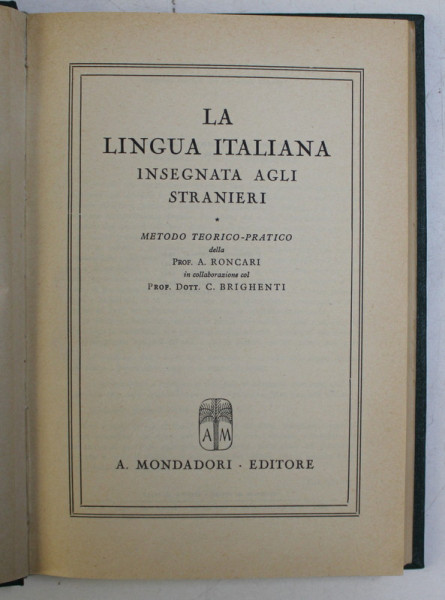 LA
LINGUA ITALIANA
INSEGNATA AGLI
STRANIERI
*
METODO TEORICO-PRATICO
della
PROF. A. RONCARI
in collaborazione col
PROF. DOTT. C. BRIGHENTI
A M
A. MONDADORI · EDITORE